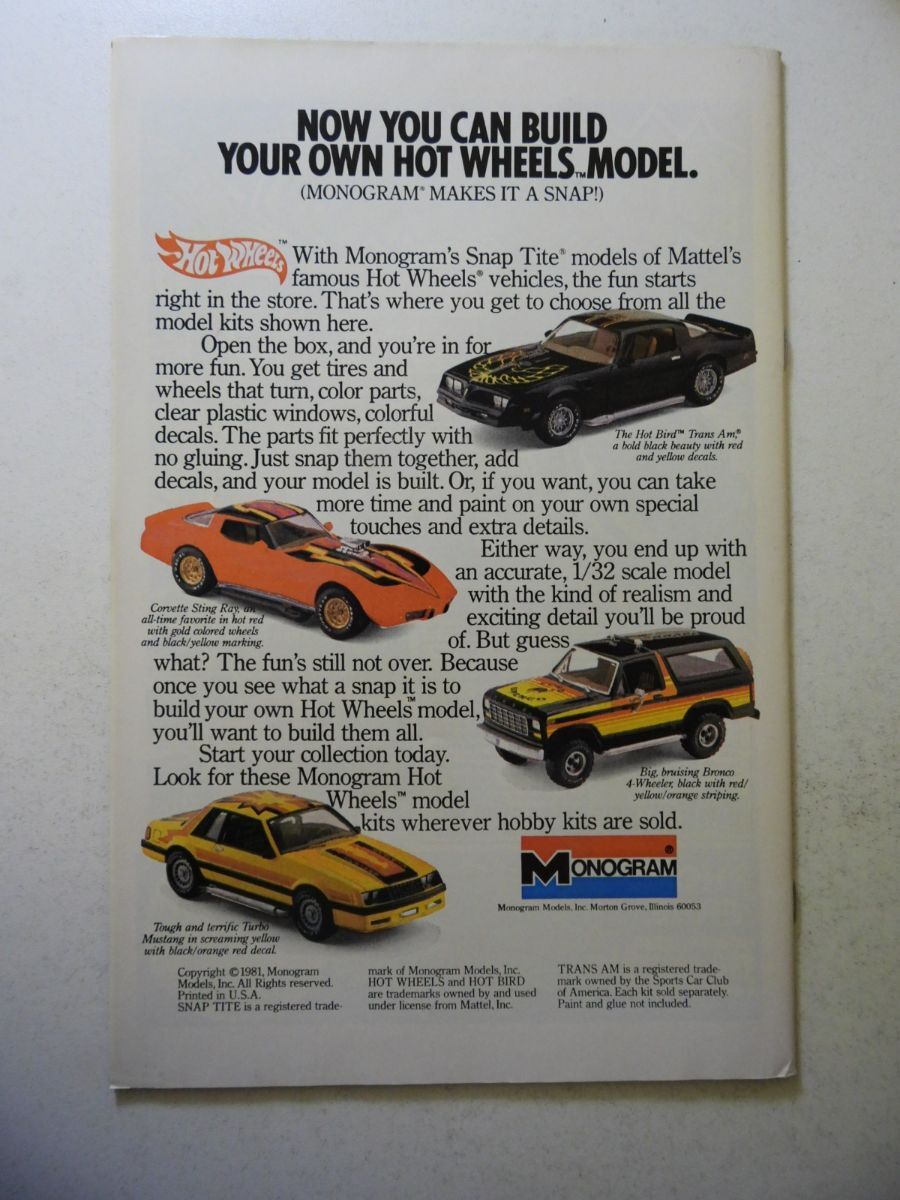 NOW YOU CAN BUILD
YOUR OWN HOT WHEELS™ MODEL.
(MONOGRAM® MAKES IT A SNAP!)
Hot Wheels™
With Monogram's Snap Tite® models of Mattel's
famous Hot Wheels® vehicles, the fun starts
right in the store. That's where you get to choose from all the
model kits shown here.
Open the box, and you're in for
more fun. You get tires and
wheels that turn, color parts,
clear plastic windows, colorful
decals. The parts fit perfectly with
no gluing. Just snap them together, add
decals, and your model is built. Or, if you want, you can take
more time and paint on your own special
touches and extra details.
The Hot Bird™ Trans Am,®
a bold black beauty with red
and yellow decals.
Either way, you end up with
an accurate, 1/32 scale model
with the kind of realism and
exciting detail you'll be proud
of. But guess
what? The fun's still not over. Because
once you see what a snap it is to
build your own Hot Wheels™ model,
you'll want to build them all.
Corvette Sting Ray, an
all-time favorite in hot red
with gold colored wheels
and black/yellow marking.
Start your collection today.
Look for these Monogram Hot
Wheels™ model
kits wherever hobby kits are sold.
Big, bruising Bronco
4-Wheeler, black with red/
yellow/orange striping.
MONOGRAM®
Monogram Models, Inc. Morton Grove, Illinois 60053
Tough and terrific Turbo
Mustang in screaming yellow
with black/orange red decal.
Copyright ©1981, Monogram
Models, Inc. All Rights reserved.
Printed in U.S.A.
SNAP TITE is a registered trade-
mark of Monogram Models, Inc.
HOT WHEELS and HOT BIRD
are trademarks owned by and used
under license from Mattel, Inc.
TRANS AM is a registered trade-
mark owned by the Sports Car Club
of America. Each kit sold separately.
Paint and glue not included.